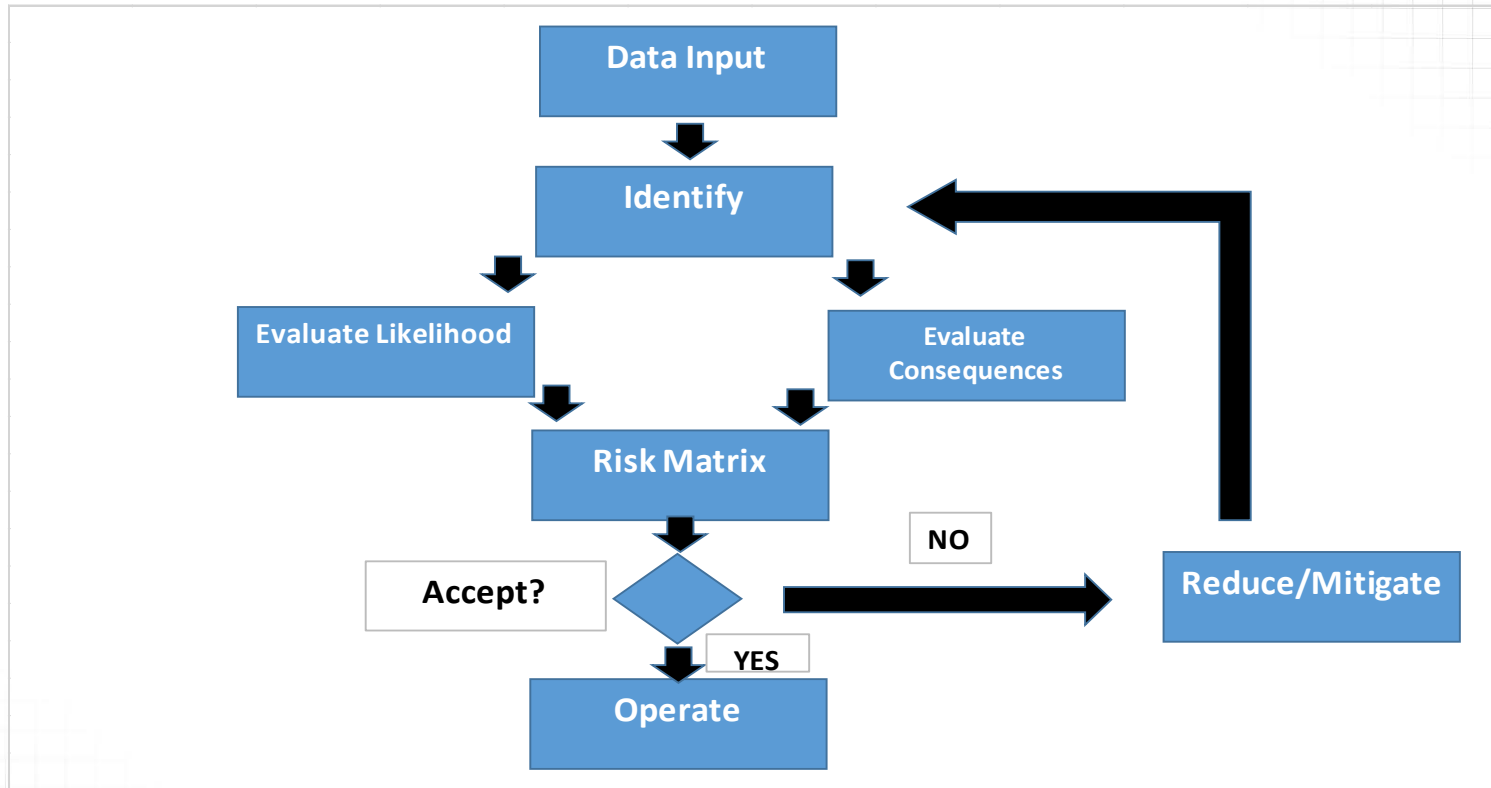 Data Input
Identify
Evaluate Likelihood
Evaluate
Consequences
Risk Matrix
NO
Accept?
Reduce/Mitigate
YES
Operate